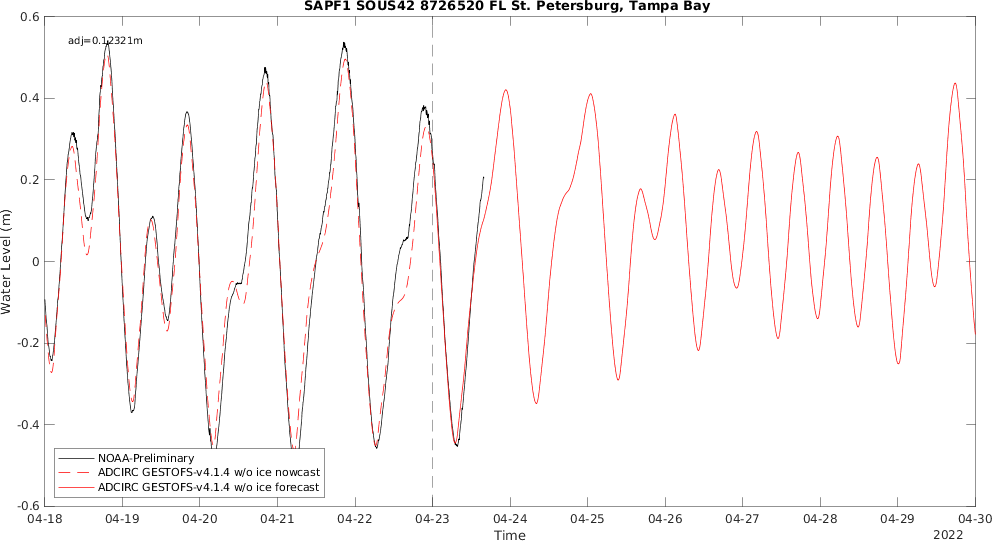 SAPF1 SOUS42 8726520 FL St. Petersburg, Tampa Bay
adj=0.12321m
0.6
0.4
0.2
0
-0.2
-0.4
-0.6
Water Level (m)
NOAA-Preliminary
ADCIRC GESTOFS-v4.1.4 w/o ice nowcast
ADCIRC GESTOFS-v4.1.4 w/o ice forecast
04-18 04-19 04-20 04-21 04-22 04-23 04-24 04-25 04-26 04-27 04-28 04-29 04-30
Time
2022